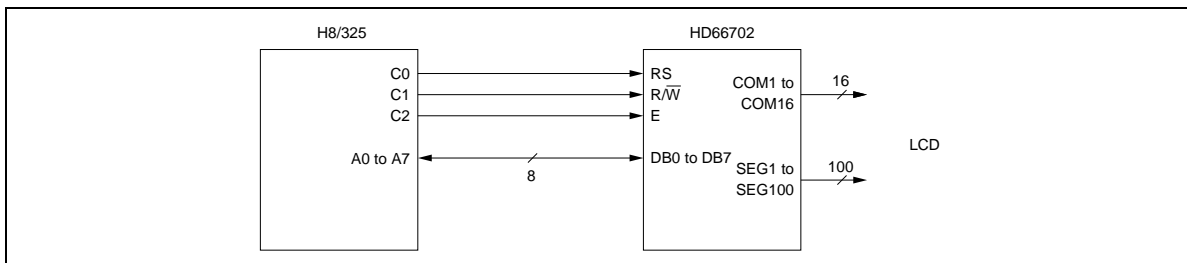 H8/325
HD66702
C0
C1
C2
A0 to A7
8
RS
R/W̅
E
DB0 to DB7
COM1 to
COM16
SEG1 to
SEG100
16
100
LCD